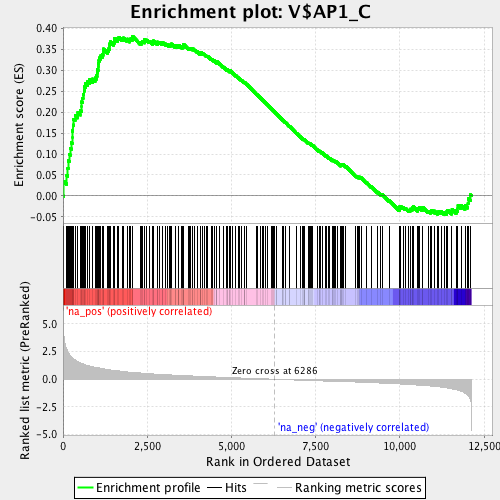 Enrichment plot: V$AP1_C
Enrichment score (ES)
0.40
0.35
0.30
0.25
0.20
0.15
0.10
0.05
0.00
-0.05
'na_pos' (positively correlated)
Ranked list metric (PreRanked)
5.0
2.5
0.0
-2.5
-5.0
Zero cross at 6286
'na_neg' (negatively correlated)
0 2,500 5,000 7,500 10,000 12,500
Rank in Ordered Dataset
Enrichment profile Hits Ranking metric scores